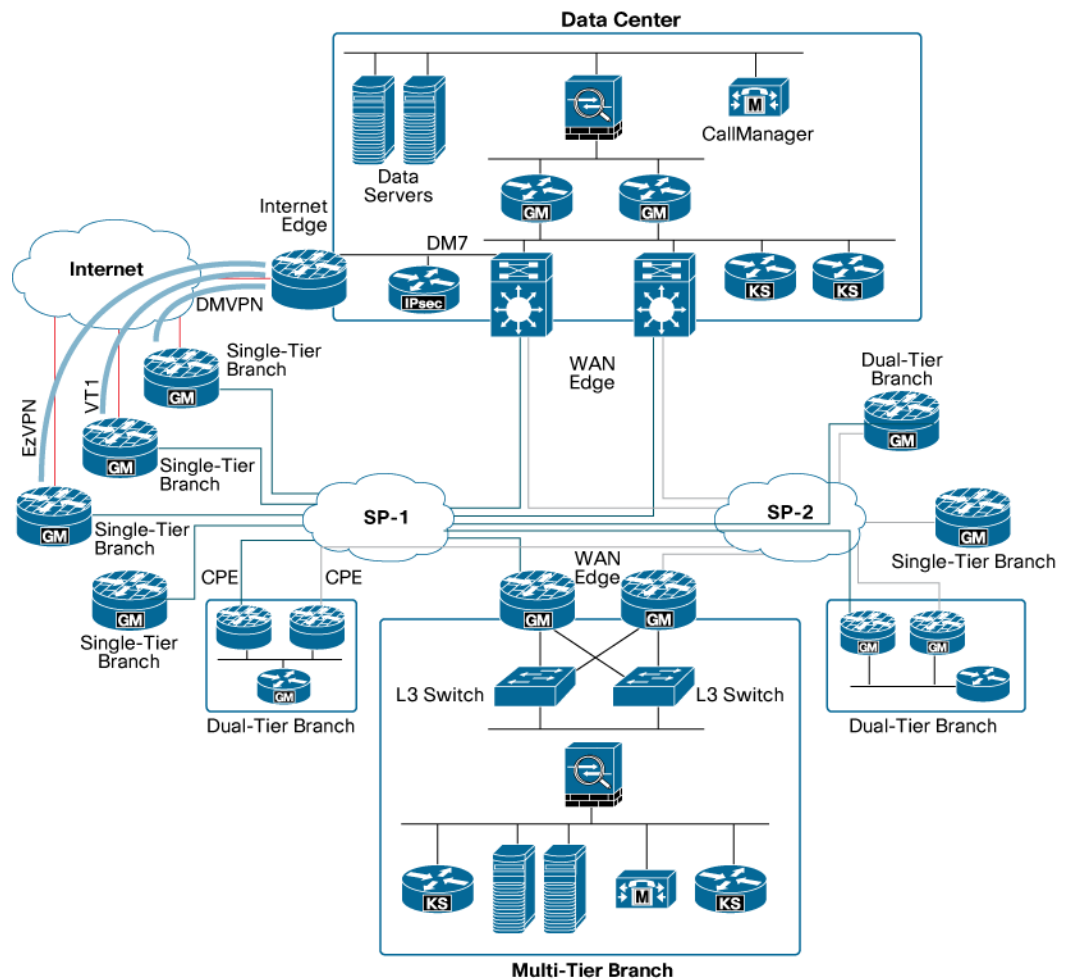 Data Center
M
CallManager
Data
Servers
GM
GM
Internet
Edge
DM7
Internet
DMVPN
IPsec
KS
KS
Single-Tier
Branch
GM
WAN
Edge
Dual-Tier
Branch
GM
EzVPN
VT1
GM
Single-Tier
Branch
SP-1
SP-2
GM
Single-Tier
Branch
GM
Single-Tier Branch
CPE
CPE
WAN
Edge
GM
GM
GM
Single-Tier
Branch
GM
Dual-Tier Branch
GM
GM
Dual-Tier Branch
L3 Switch
L3 Switch
KS
M
KS
Multi-Tier Branch